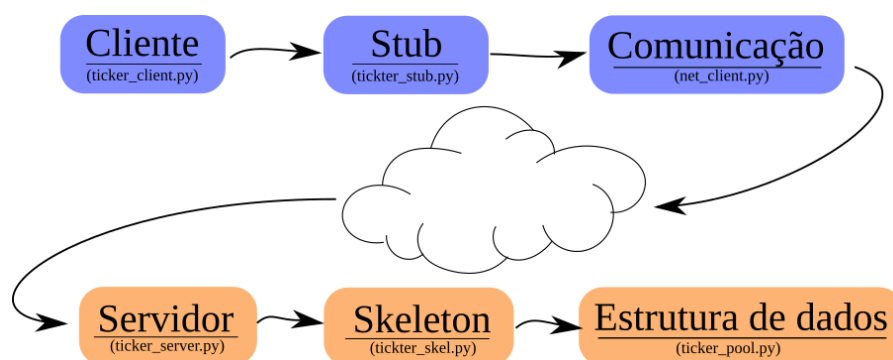 Cliente
(ticker_client.py)
Stub
(tickter_stub.py)
Comunicação
(net_client.py)
Servidor
(ticker_server.py)
Skeleton
(tickter_skel.py)
Estrutura de dados
(ticker_pool.py)